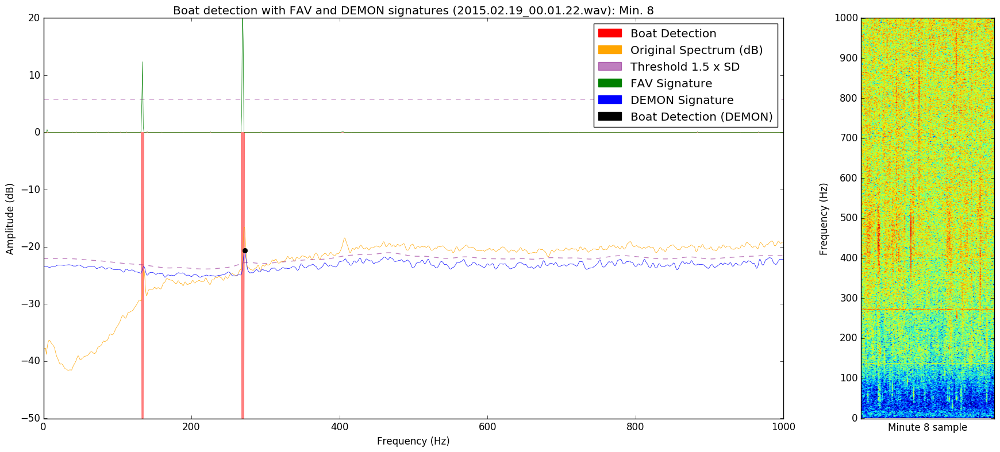 Boat detection with FAV and DEMON signatures (2015.02.19_00.01.22.wav): Min. 8
Boat Detection
Original Spectrum (dB)
Threshold 1.5 x SD
FAV Signature
DEMON Signature
Boat Detection (DEMON)
20
10
0
−10
−20
−30
−40
−50
Amplitude (dB)
0
200
400
600
800
1000
Frequency (Hz)
1000
900
800
700
600
500
400
300
200
100
0
Frequency (Hz)
Minute 8 sample